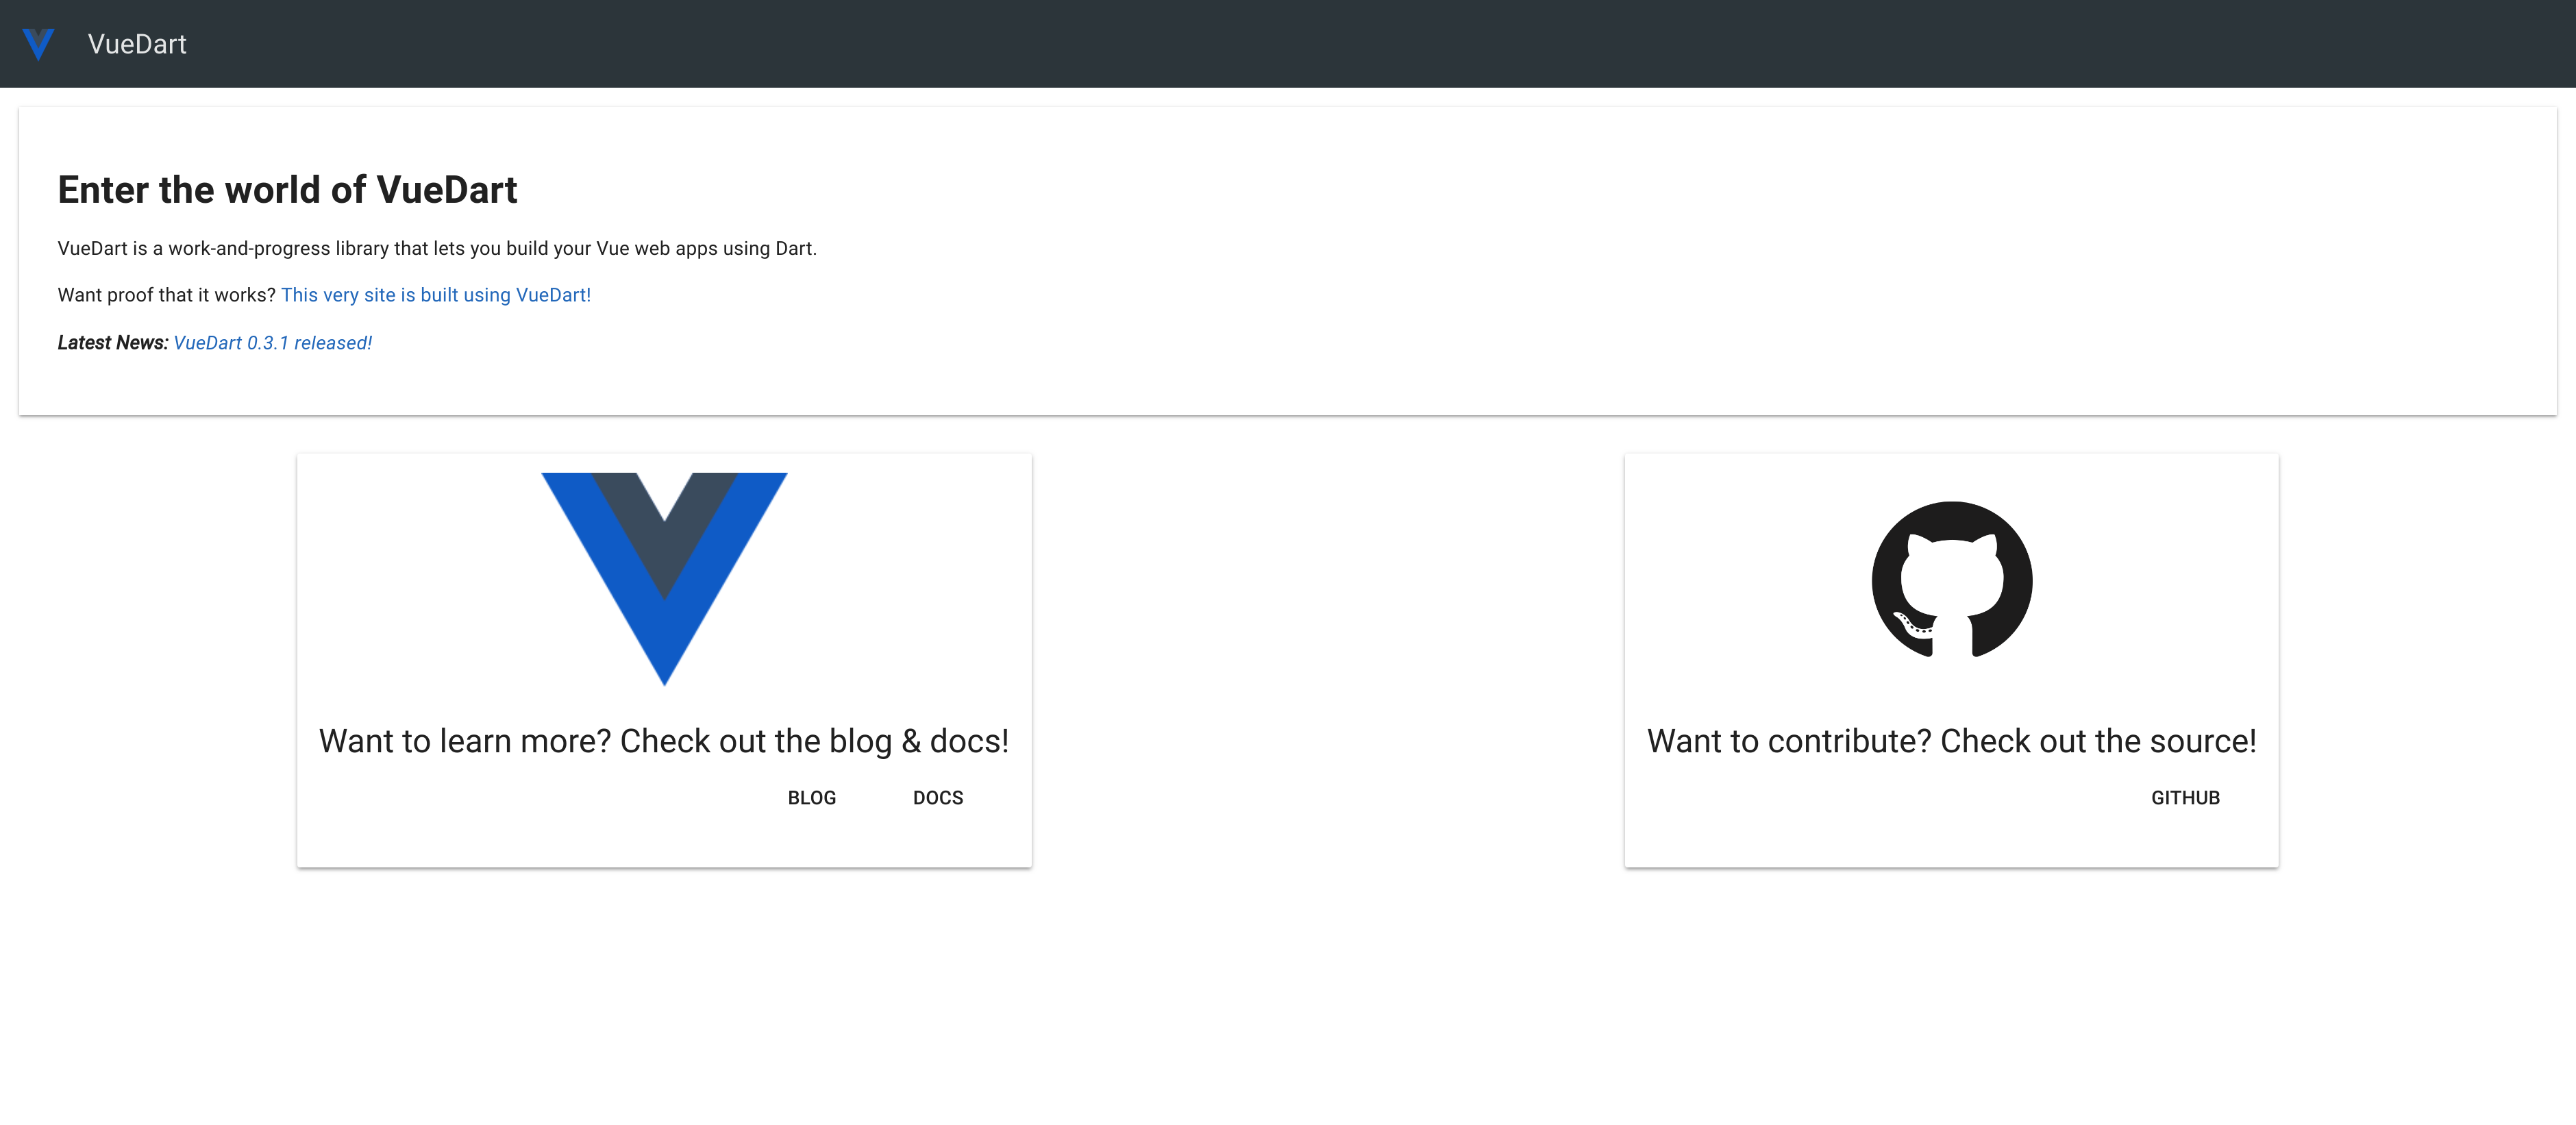 VueDart
Enter the world of VueDart
VueDart is a work-and-progress library that lets you build your Vue web apps using Dart.
Want proof that it works? This very site is built using VueDart!
Latest News: VueDart 0.3.1 released!
Want to learn more? Check out the blog & docs!
BLOG DOCS
Want to contribute? Check out the source!
GITHUB